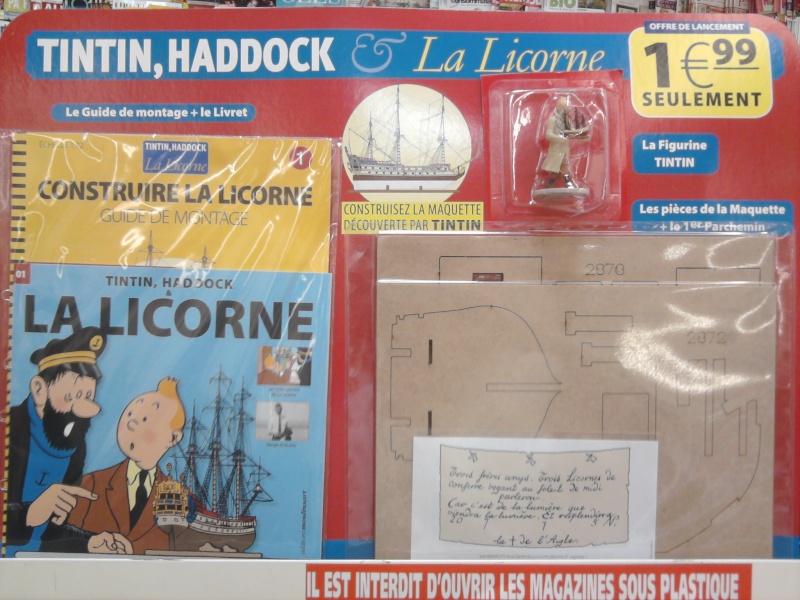 TINTIN, HADDOCK & La Licorne
OFFRE DE LANCEMENT
1€99
SEULEMENT
Le Guide de montage + le Livret
La Figurine
TINTIN
Les pièces de la Maquette
+ le 1er Parchemin
TINTIN, HADDOCK
La Licorne
1
CONSTRUIRE LA LICORNE
GUIDE DE MONTAGE
CONSTRUISEZ LA MAQUETTE
DÉCOUVERTE PAR TINTIN
01
TINTIN, HADDOCK
&
LA LICORNE
2870
2872
Trois frères unys. Trois Licornes de
conserve vogant au soleil de midi
parleron.
Car c'est de la lumière que
viendra la lumière. Et resplendira
la + de l'Aigle
IL EST INTERDIT D'OUVRIR LES MAGAZINES SOUS PLASTIQUE